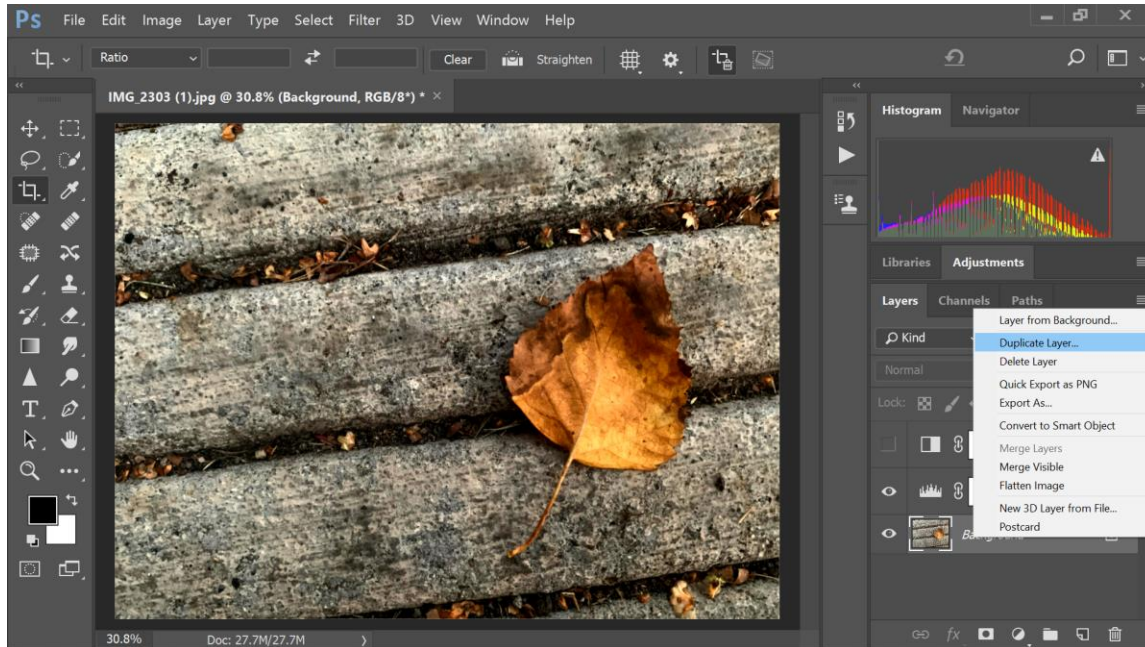 Ps File Edit Image Layer Type Select Filter 3D View Window Help
Ratio Clear Straighten
IMG_2303 (1).jpg @ 30.8% (Background, RGB/8*) * ×
Histogram Navigator
Libraries Adjustments
Layers Channels Paths
Kind
Normal
Lock:
Layer from Background...
Duplicate Layer...
Delete Layer
Quick Export as PNG
Export As...
Convert to Smart Object
Merge Layers
Merge Visible
Flatten Image
New 3D Layer from File...
Postcard
Background
30.8% Doc: 27.7M/27.7M
fx